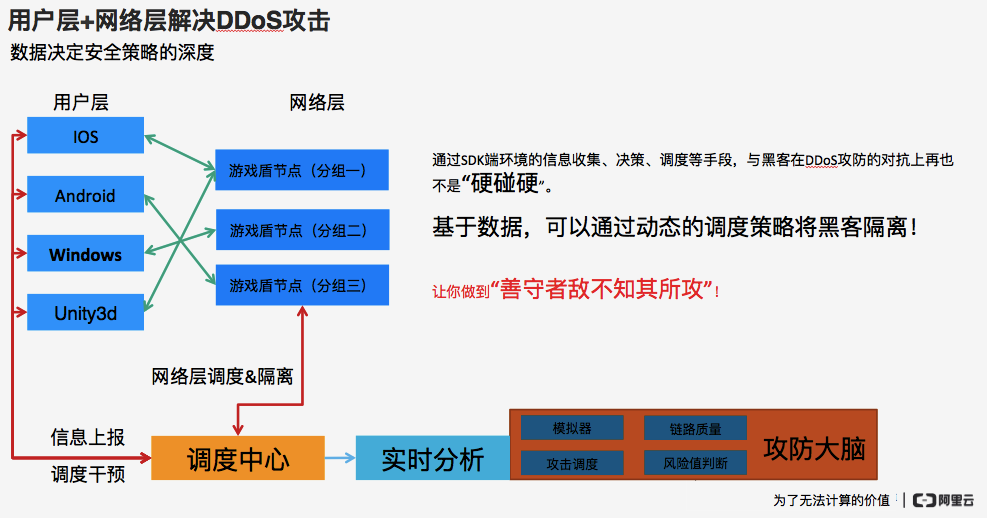 用户层+网络层解决DDoS攻击
数据决定安全策略的深度
用户层
网络层
IOS
Android
Windows
Unity3d
游戏盾节点（分组一）
游戏盾节点（分组二）
游戏盾节点（分组三）
通过SDK端环境的信息收集、决策、调度等手段，与黑客在DDoS攻防的对抗上再也
不是“硬碰硬”。
基于数据，可以通过动态的调度策略将黑客隔离！
让你做到“善守者敌不知其所攻”！
网络层调度&隔离
信息上报
调度干预
调度中心
实时分析
模拟器
链路质量
攻击调度
风险值判断
攻防大脑
为了无法计算的价值
阿里云